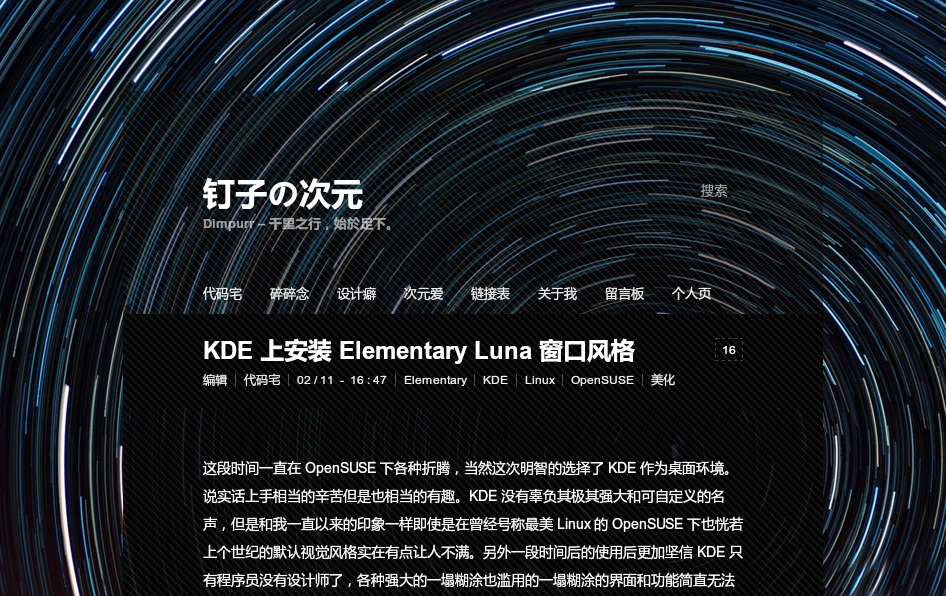 钉子の次元
搜索
Dimpurr – 千里之行，始於足下。
代码宅 碎碎念 设计癖 次元爱 链接表 关于我 留言板 个人页
KDE 上安装 Elementary Luna 窗口风格
16
编辑 | 代码宅 | 02 / 11 - 16 : 47 | Elementary | KDE | Linux | OpenSUSE | 美化
这段时间一直在 OpenSUSE 下各种折腾，当然这次明智的选择了 KDE 作为桌面环境。
说实话上手相当的辛苦但是也相当的有趣。KDE 没有辜负其极其强大和可自定义的名
声，但是和我一直以来的印象一样即使是在曾经号称最美 Linux 的 OpenSUSE 下也恍若
上个世纪的默认视觉风格实在有点让人不满。另外一段时间后的使用后更加坚信 KDE 只
有程序员没有设计师了，各种强大的一塌糊涂也滥用的一塌糊涂的界面和功能简直无法